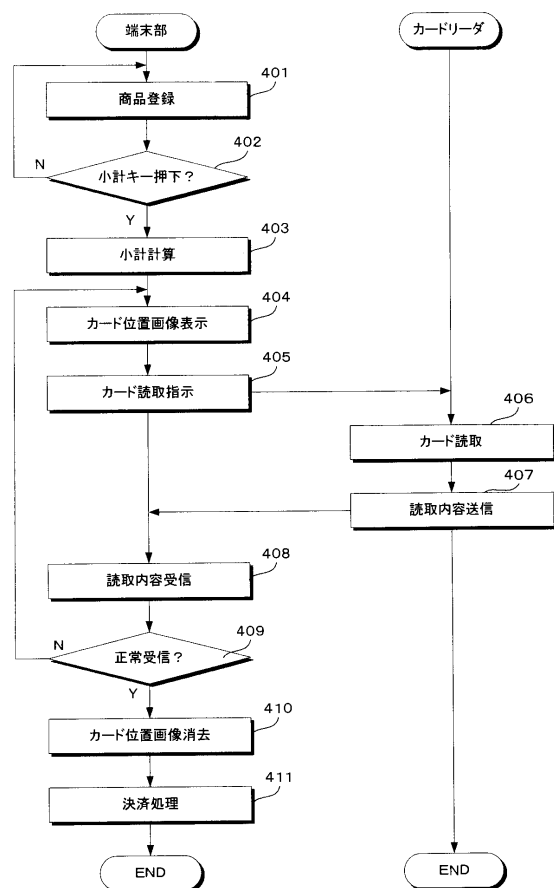 端末部
カードリーダ
401
商品登録
402
N
小計キー押下?
Y
403
小計計算
404
カード位置画像表示
405
カード読取指示
406
カード読取
407
読取内容送信
408
読取内容受信
409
N
正常受信?
Y
410
カード位置画像消去
411
決済処理
END
END